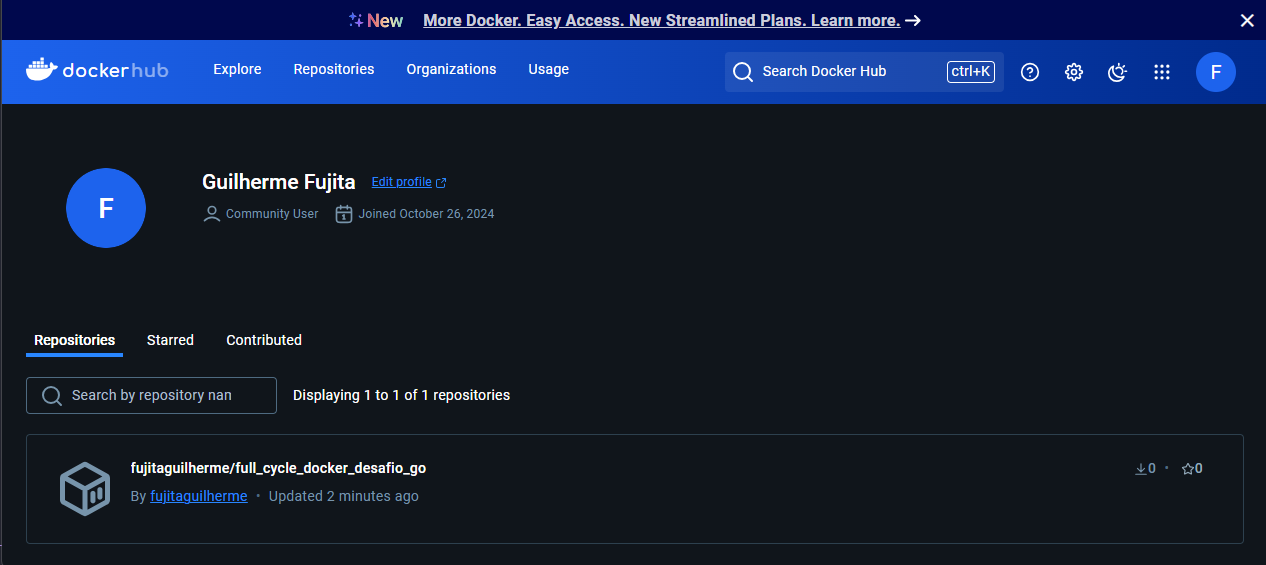 New More Docker. Easy Access. New Streamlined Plans. Learn more. →
dockerhub Explore Repositories Organizations Usage Search Docker Hub ctrl+K F
F
Guilherme Fujita Edit profile
Community User Joined October 26, 2024
Repositories Starred Contributed
Search by repository nan Displaying 1 to 1 of 1 repositories
fujitaguilherme/full_cycle_docker_desafio_go 0 · 0
By fujitaguilherme · Updated 2 minutes ago